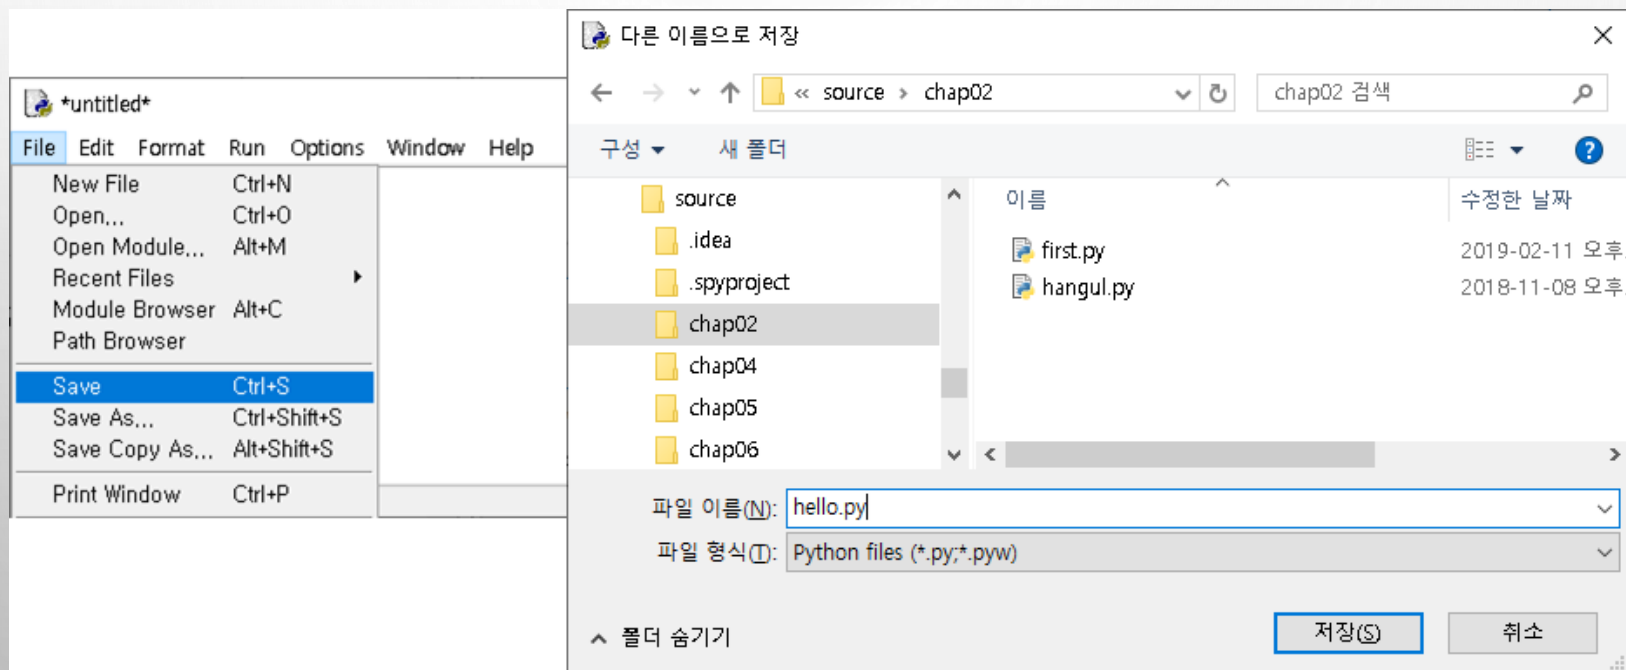 *untitled*
File Edit Format Run Options Window Help
New File Ctrl+N
Open... Ctrl+O
Open Module... Alt+M
Recent Files
Module Browser Alt+C
Path Browser
Save Ctrl+S
Save As... Ctrl+Shift+S
Save Copy As... Alt+Shift+S
Print Window Ctrl+P
다른 이름으로 저장
« source › chap02
chap02 검색
구성 새 폴더
source
.idea
.spyproject
chap02
chap04
chap05
chap06
이름 수정한 날짜
first.py 2019-02-11 오후
hangul.py 2018-11-08 오후
파일 이름(N): hello.py
파일 형식(T): Python files (*.py;*.pyw)
폴더 숨기기
저장(S) 취소